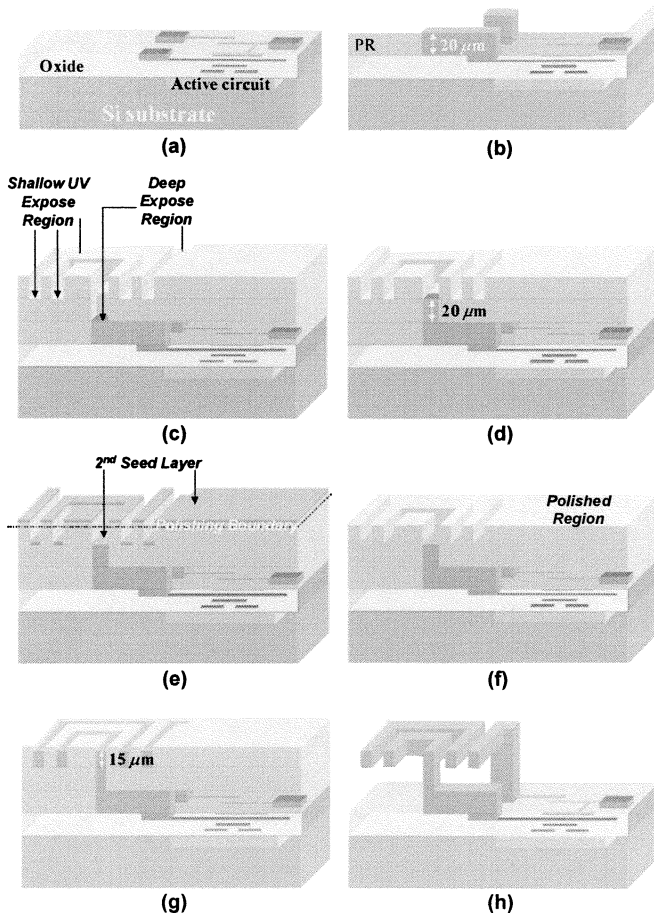 Oxide
Active circuit
Si substrate
(a)
PR
20 μm
(b)
Shallow UV
Expose
Region
Deep
Expose
Region
(c)
20 μm
(d)
2nd Seed Layer
Polishing Boundary
(e)
Polished
Region
(f)
15 μm
(g)
(h)